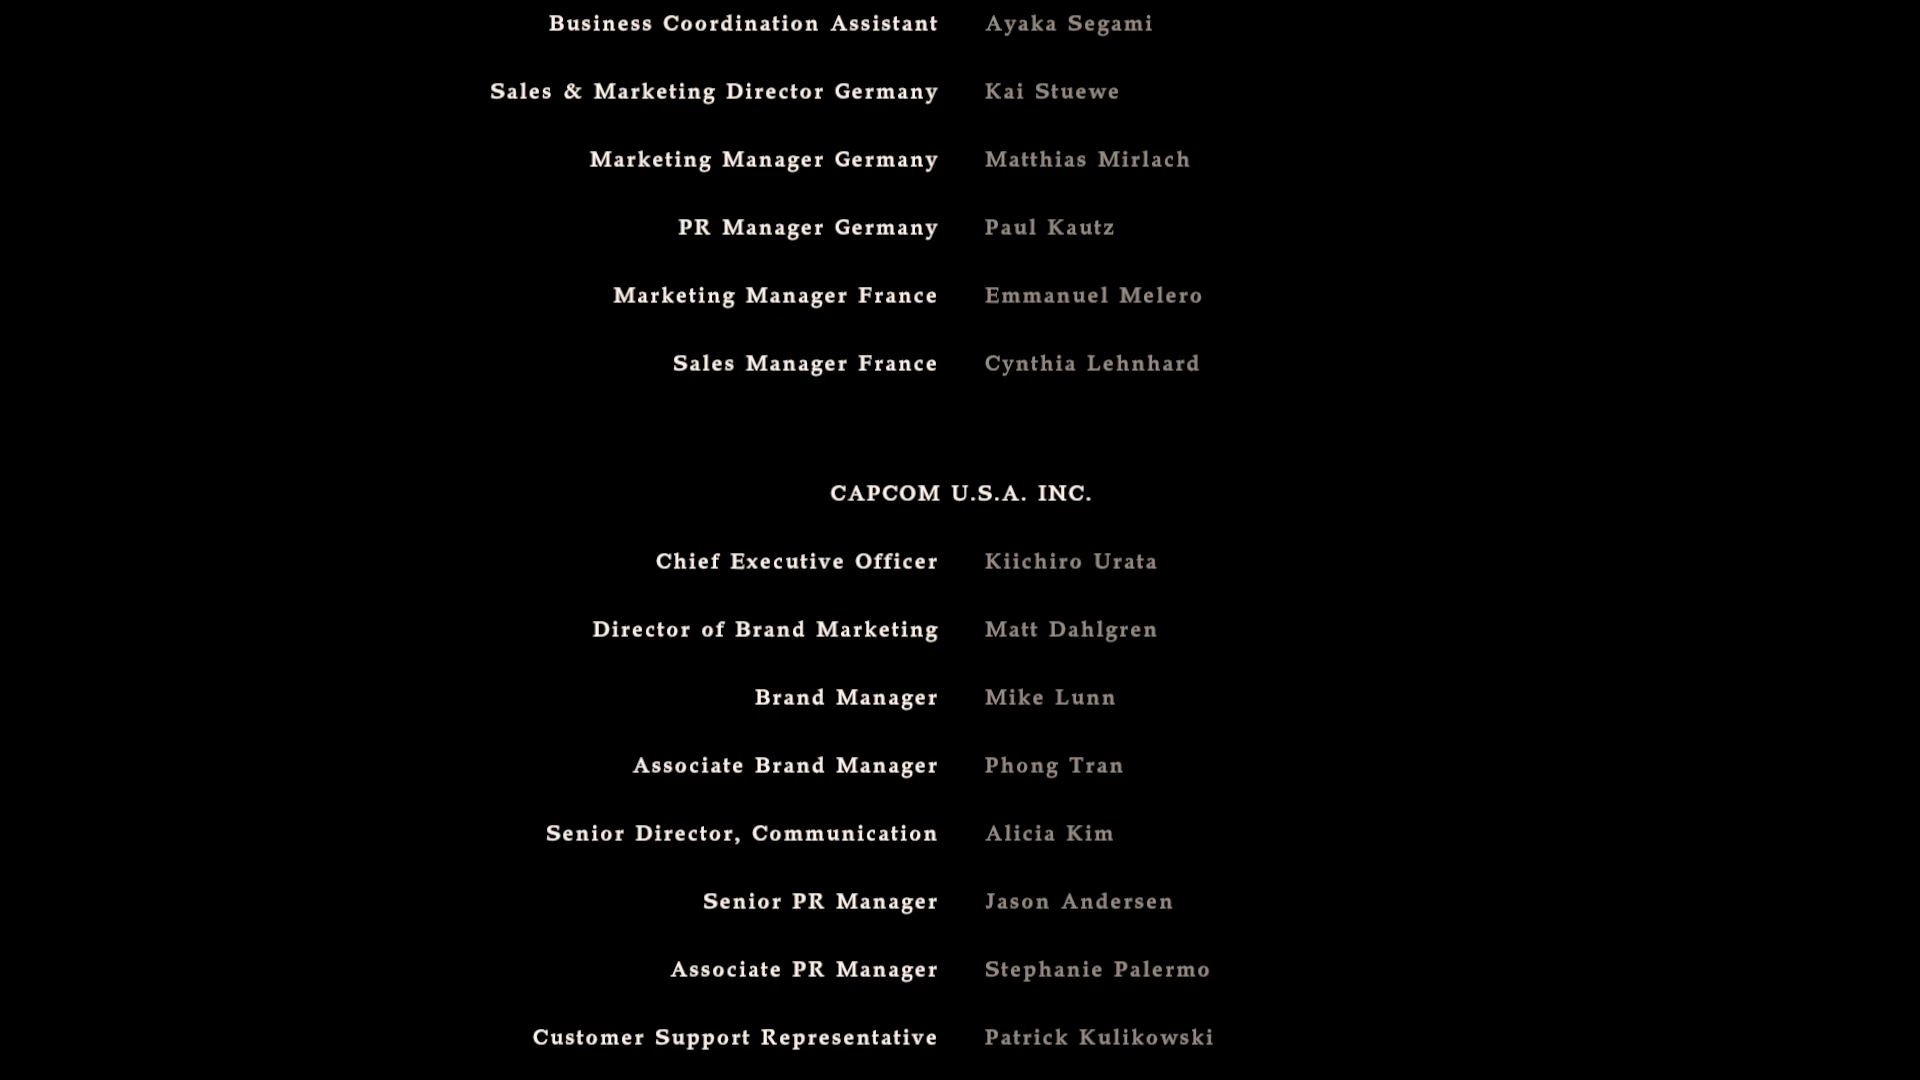 Business Coordination Assistant Ayaka Segami
Sales & Marketing Director Germany Kai Stuewe
Marketing Manager Germany Matthias Mirlach
PR Manager Germany Paul Kautz
Marketing Manager France Emmanuel Melero
Sales Manager France Cynthia Lehnhard
CAPCOM U.S.A. INC.
Chief Executive Officer Kiichiro Urata
Director of Brand Marketing Matt Dahlgren
Brand Manager Mike Lunn
Associate Brand Manager Phong Tran
Senior Director, Communication Alicia Kim
Senior PR Manager Jason Andersen
Associate PR Manager Stephanie Palermo
Customer Support Representative Patrick Kulikowski